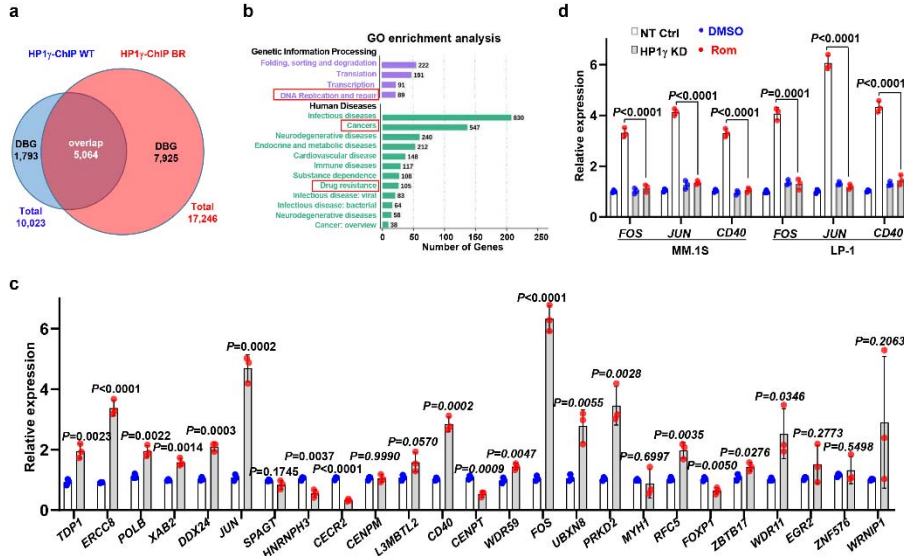 a
HP1γ-ChIP WT
HP1γ-ChIP BR
DBG
1,793
overlap
5,064
DBG
7,925
Total
10,023
Total
17,246
b
GO enrichment analysis
Genetic Information Processing
Folding, sorting and degradation 222
Translation 191
Transcription 91
DNA Replication and repair 89
Human Diseases
Infectious diseases 830
Cancers 547
Neurodegenerative diseases 240
Endocrine and metabolic diseases 212
Cardiovascular disease 148
Immune diseases 117
Substance dependence 108
Drug resistance 105
Infectious disease: viral 83
Infectious disease: bacterial 64
Neurodegenerative diseases 58
Cancer: overview 38
0 50 100 150 200 250
Number of Genes
d
NT Ctrl DMSO
HP1γ KD Rom
Relative expression
6
4
2
0
P<0.0001
P<0.0001
P<0.0001
P=0.0001
P<0.0001
P<0.0001
FOS JUN CD40 FOS JUN CD40
MM.1S LP-1
c
Relative expression
6
4
2
0
P=0.0023
P<0.0001
P=0.0022
P=0.0014
P=0.0003
P=0.0002
P=0.1745
P=0.0037
P<0.0001
P=0.9990
P=0.0570
P=0.0002
P=0.0009
P=0.0047
P<0.0001
P=0.0055
P=0.0028
P=0.6997
P=0.0035
P=0.0050
P=0.0276
P=0.0346
P=0.2773
P=0.5498
P=0.2063
TDP1
ERCC8
POLB
XAB2
DDX24
JUN
SPAG1
HNRNPH3
CECR2
CENPM
L3MBTL2
CD40
CENPT
WDR59
FOS
UBXN8
PRKD2
MYH1
RFC5
FOXP1
ZBTB17
WDR11
EGR2
ZNF576
WRNIP1